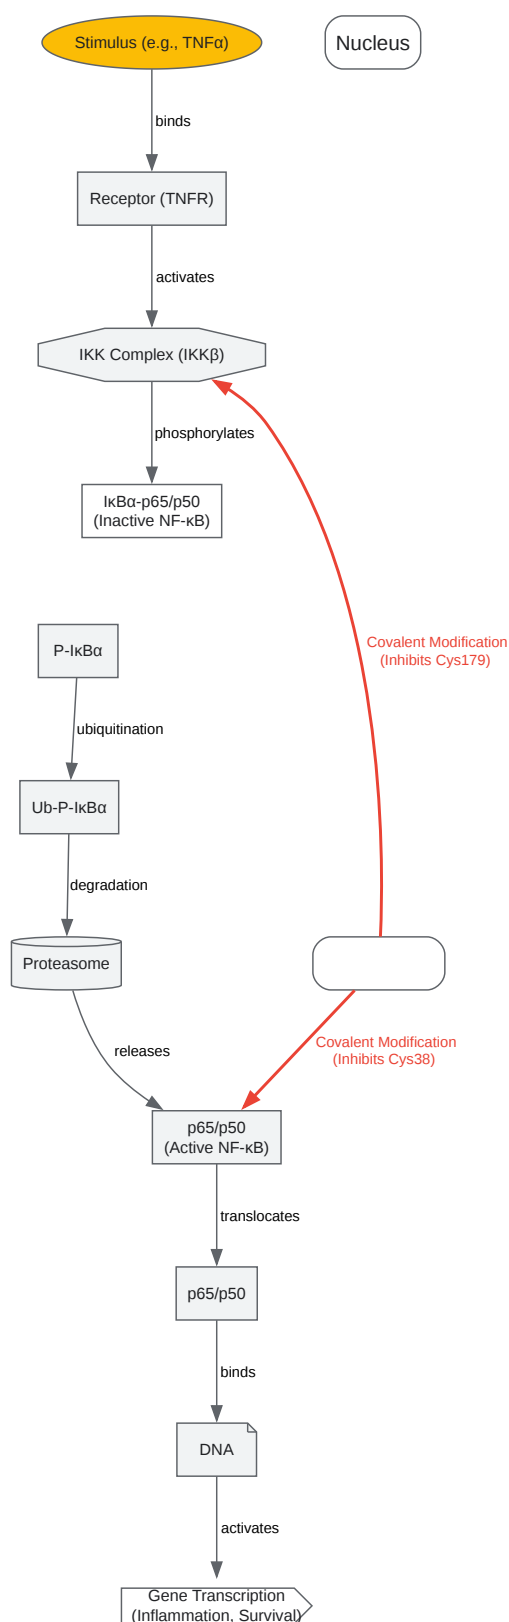 Stimulus (e.g., TNFα)
Nucleus
binds
Receptor (TNFR)
activates
IKK Complex (IKKβ)
phosphorylates
IκBα-p65/p50
(Inactive NF-κB)
Covalent Modification
(Inhibits Cys179)
P-IκBα
ubiquitination
Ub-P-IκBα
degradation
Proteasome
releases
Covalent Modification
(Inhibits Cys38)
p65/p50
(Active NF-κB)
translocates
p65/p50
binds
DNA
activates
Gene Transcription
(Inflammation, Survival)